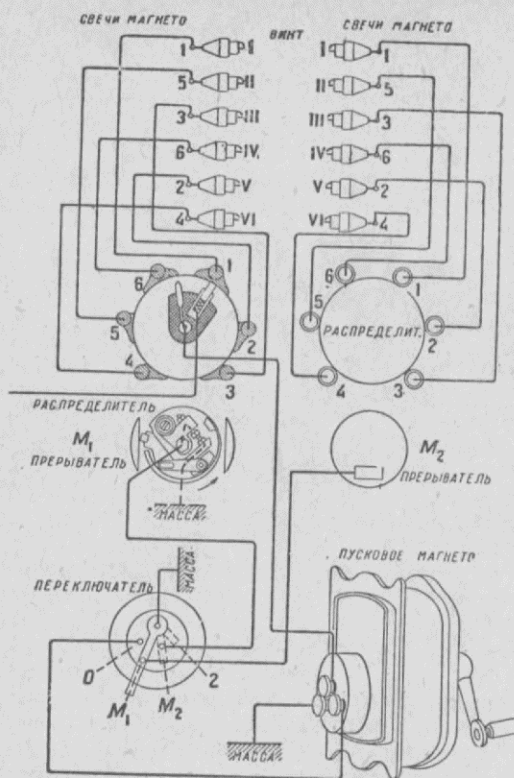 СВЕЧИ МАГНЕТО
ВИНТ
СВЕЧИ МАГНЕТО
1 I
I 1
5 II
II 5
3 III
III 3
6 IV.
IV 6
2 V
V 2
4 VI
VI 4
6 1
5 2
4 3
6 1
5 2
4 3
РАСПРЕДЕЛИТ.
РАСПРЕДЕЛИТЕЛЬ
M1
ПРЕРЫВАТЕЛЬ
M2
ПРЕРЫВАТЕЛЬ
МАССА
МАССА
ПЕРЕКЛЮЧАТЕЛЬ
ПУСКОВОЕ МАГНЕТО
0
M1
M2
2
МАССА